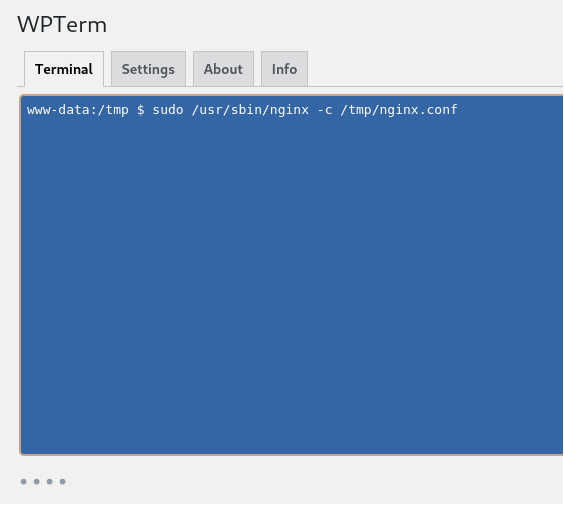 WPTerm
Terminal Settings About Info
www-data:/tmp $ sudo /usr/sbin/nginx -c /tmp/nginx.conf